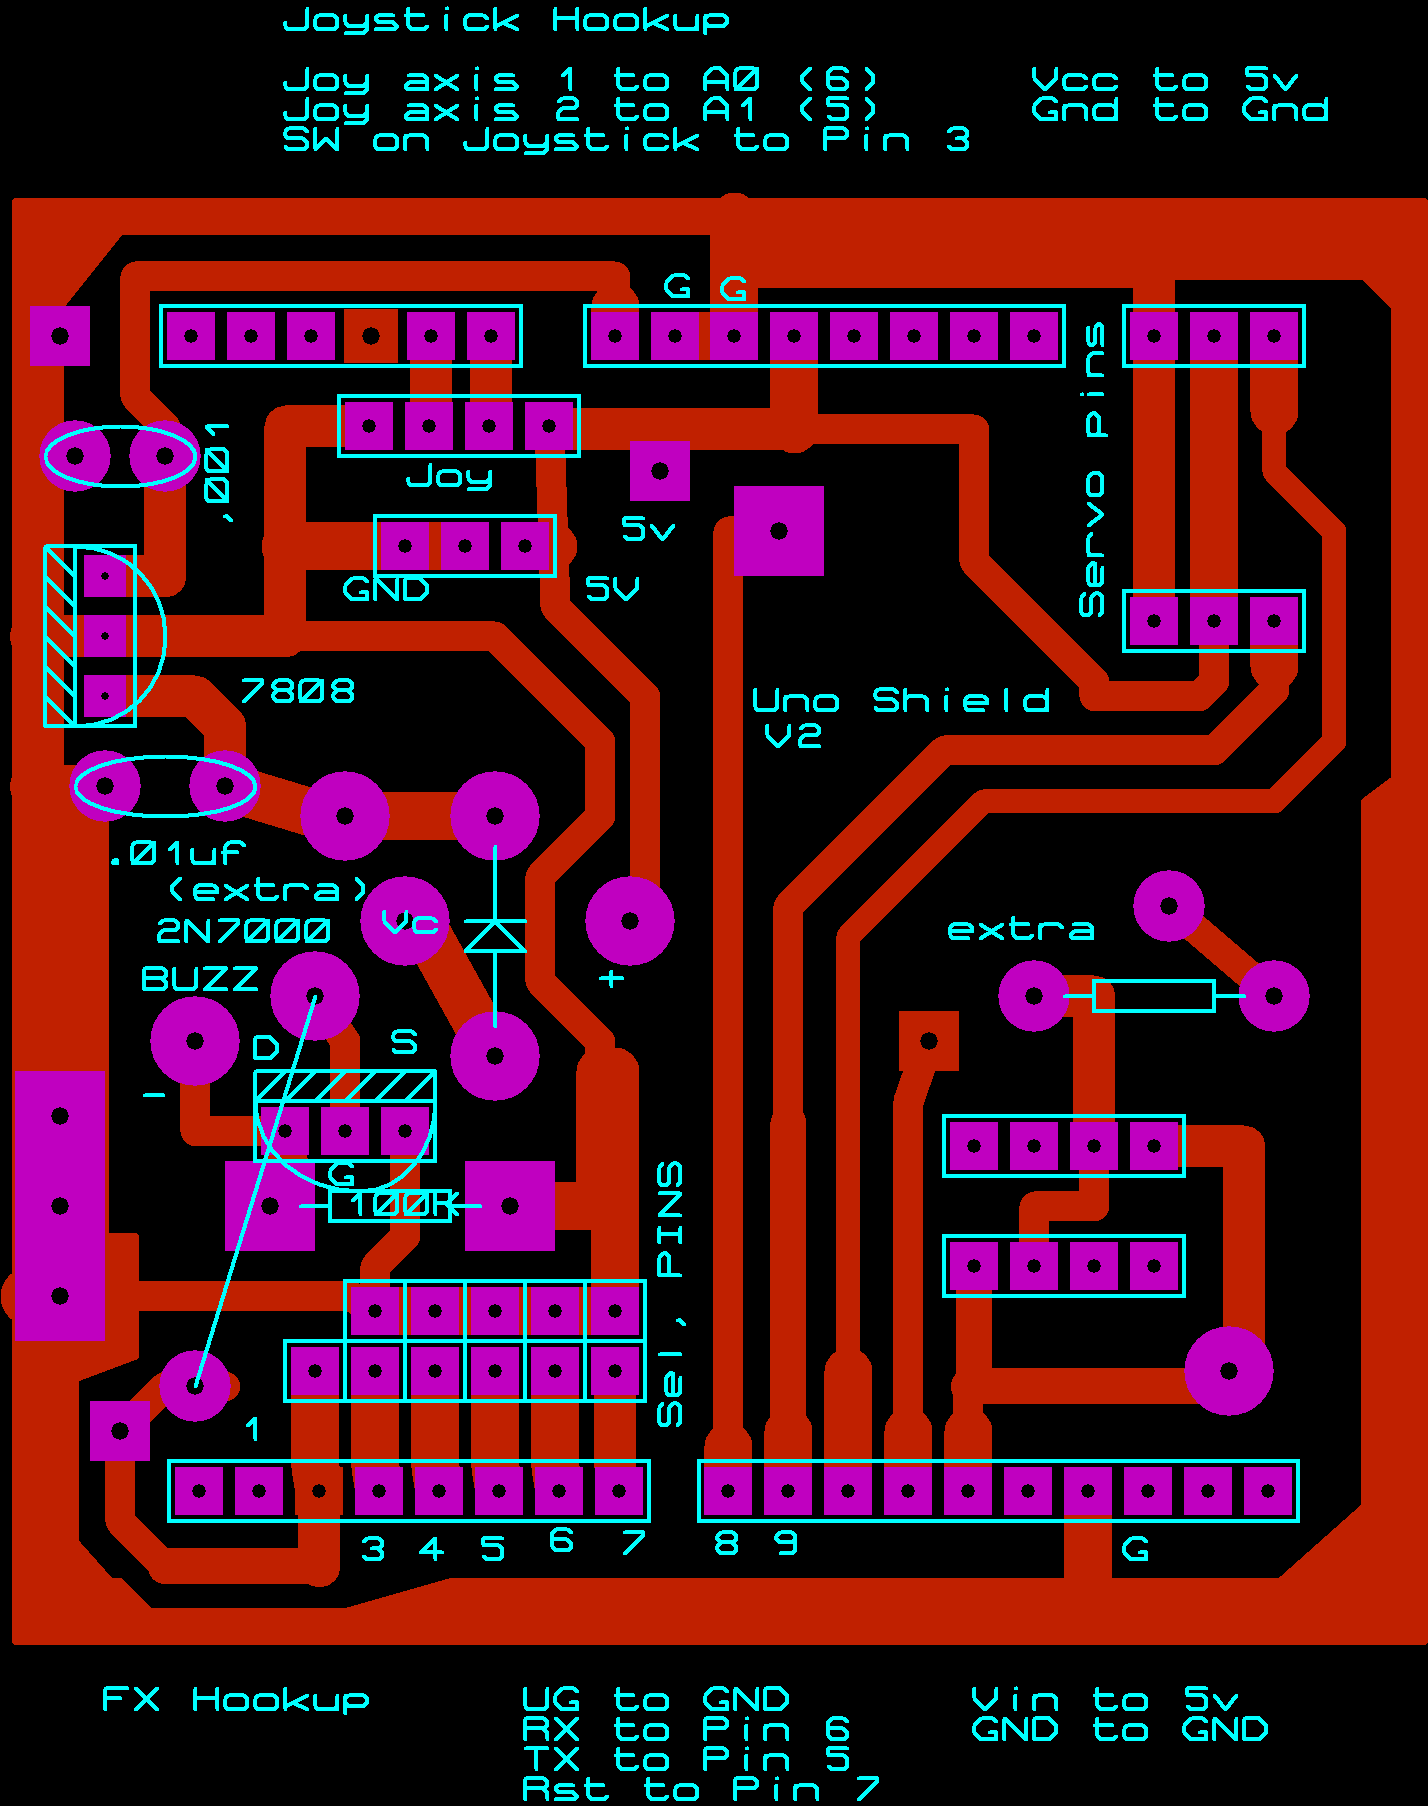 Joystick Hookup
Joy axis 1 to A0 (6)
Vcc to 5v
Joy axis 2 to A1 (5)
Gnd to Gnd
SW on Joystick to Pin 3
G G
Servo Pins
,001
Joy
5v
GND
5V
7808
Uno Shield
V2
.01uf
(extra)
Vc
2N7000
extra
BUZZ
+
D
S
-
G
100K
Sel, PINS
1
3 4 5 6 7 8 9 G
FX Hookup
UG to GND
Vin to 5v
RX to Pin 6
GND to GND
TX to Pin 5
Rst to Pin 7